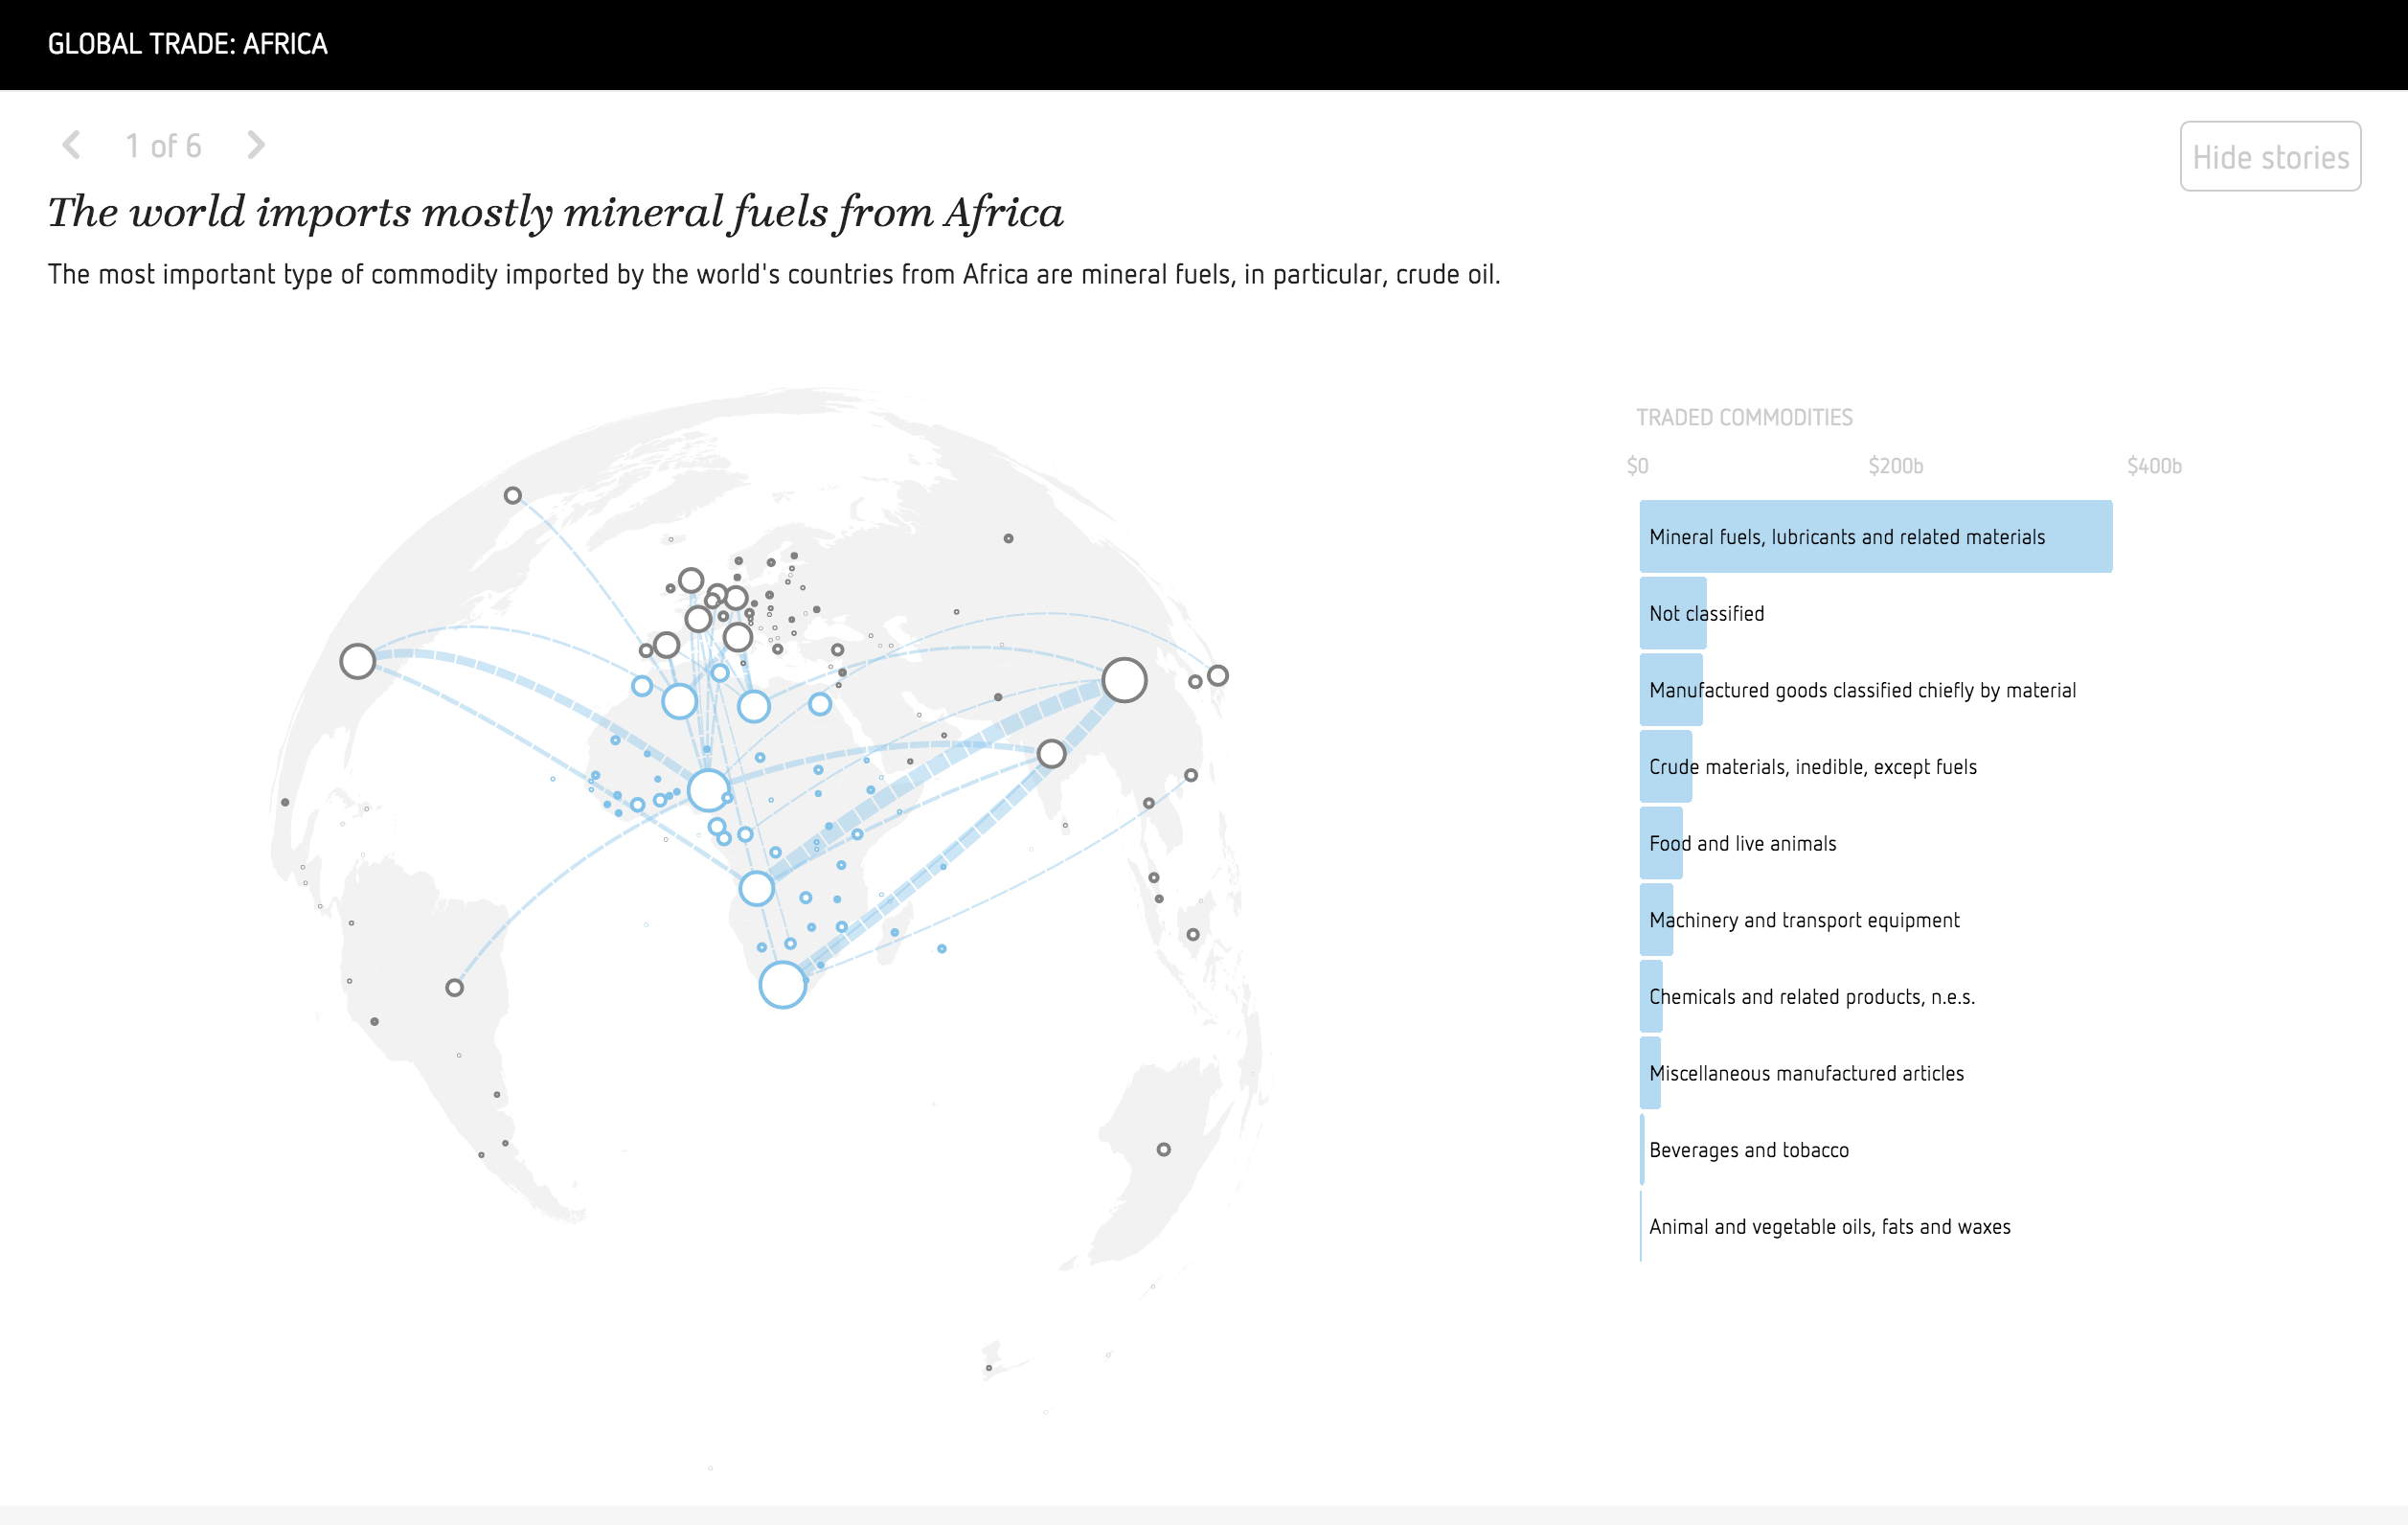 GLOBAL TRADE: AFRICA
1 of 6
Hide stories
The world imports mostly mineral fuels from Africa
The most important type of commodity imported by the world's countries from Africa are mineral fuels, in particular, crude oil.
TRADED COMMODITIES
$0 $200b $400b
Mineral fuels, lubricants and related materials
Not classified
Manufactured goods classified chiefly by material
Crude materials, inedible, except fuels
Food and live animals
Machinery and transport equipment
Chemicals and related products, n.e.s.
Miscellaneous manufactured articles
Beverages and tobacco
Animal and vegetable oils, fats and waxes